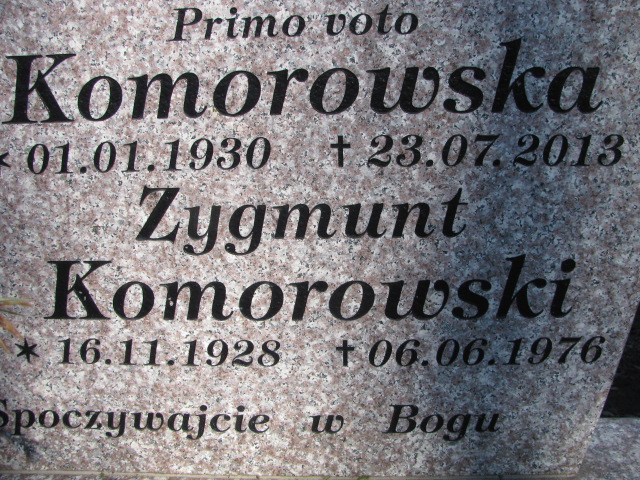 Primo voto
Komorowska
* 01.01.1930 † 23.07.2013
Zygmunt
Komorowski
* 16.11.1928 † 06.06.1976
Spoczywajcie w Bogu